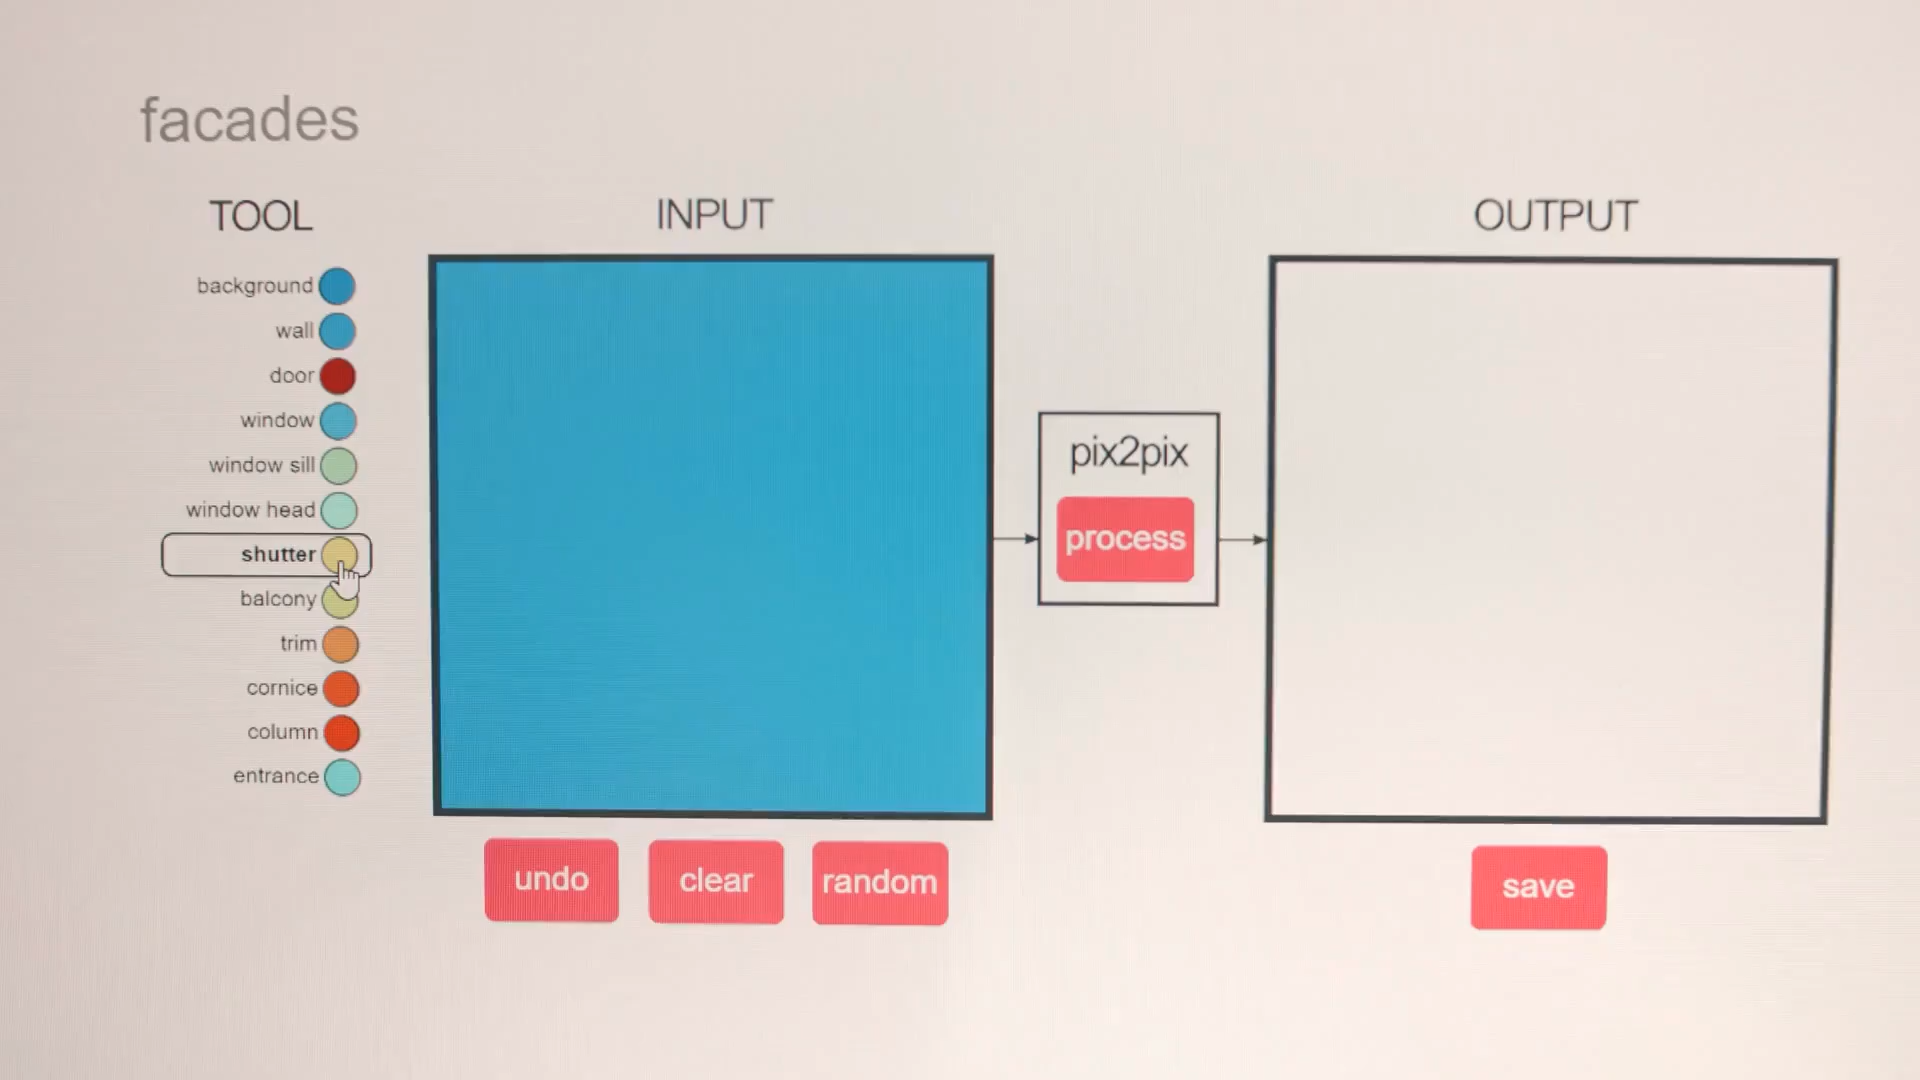 facades
TOOL
INPUT
OUTPUT
background
wall
door
window
window sill
window head
shutter
balcony
trim
cornice
column
entrance
pix2pix
process
undo
clear
random
save